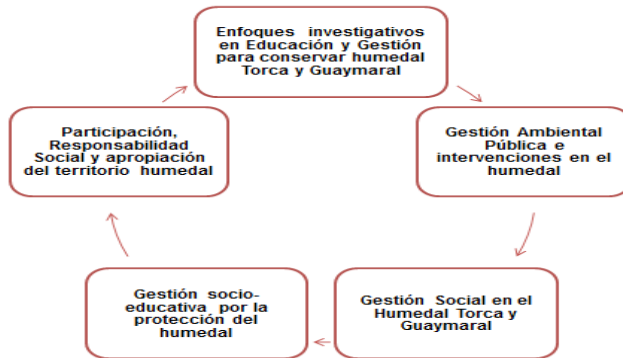 Enfoques investigativos
en Educación y Gestión
para conservar humedal
Torca y Guaymaral
Gestión Ambiental
Pública e
intervenciones en el
humedal
Gestión Social en el
Humedal Torca y
Guaymaral
Gestión socio-
educativa por la
protección del
humedal
Participación,
Responsabilidad
Social y apropiación
del territorio humedal